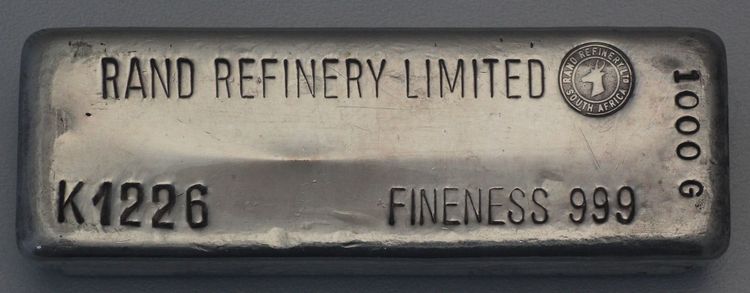 RAND REFINERY LIMITED
RAND REFINERY LTD
SOUTH AFRICA
1000 G
K1226
FINENESS 999